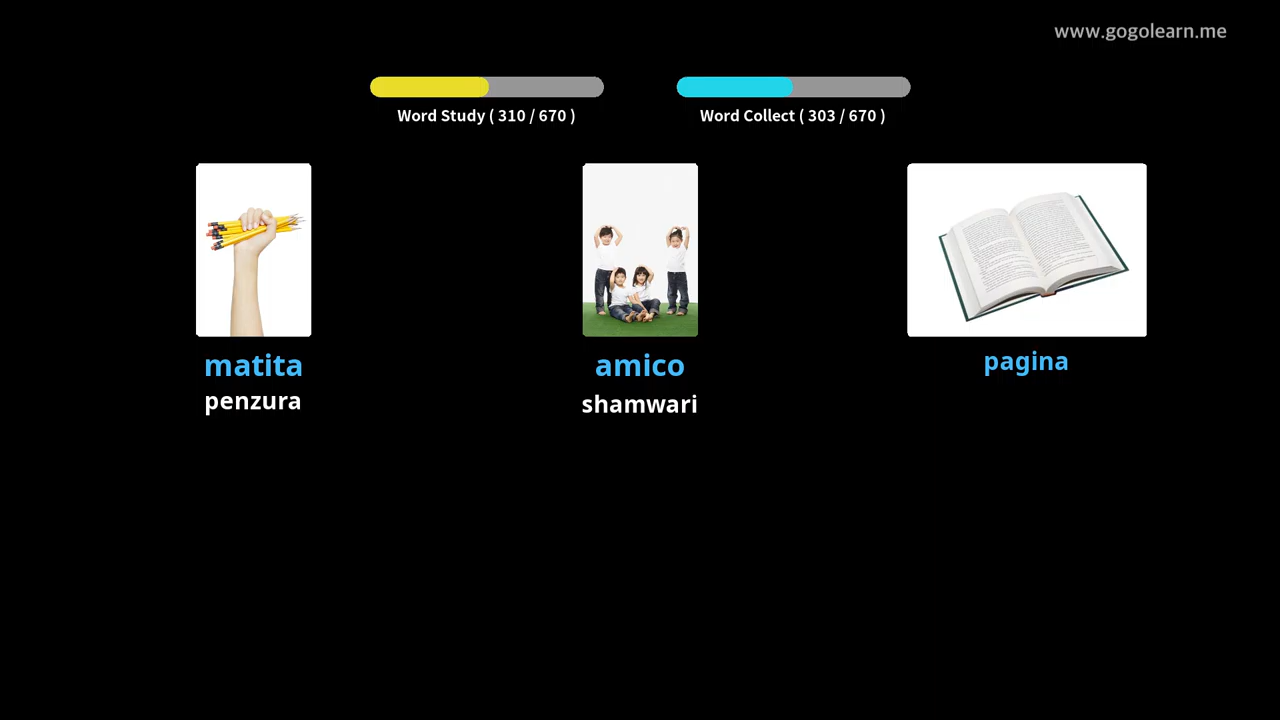 www.gogolearn.me
Word Study ( 310 / 670 )
Word Collect ( 303 / 670 )
matita
penzura
amico
shamwari
pagina